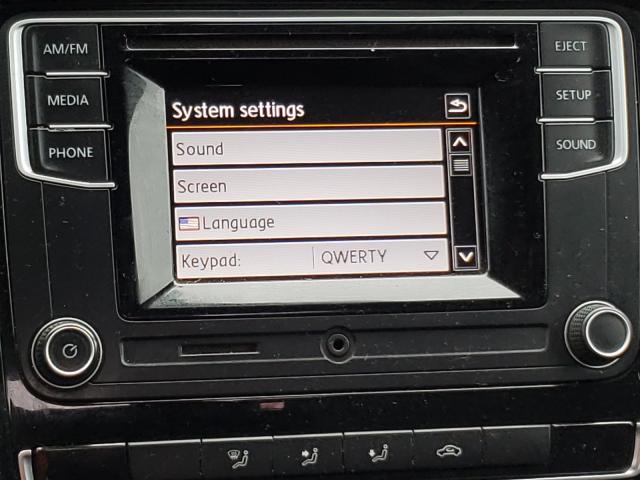 AM/FM
MEDIA
PHONE
EJECT
SETUP
SOUND
System settings
Sound
Screen
Language
Keypad: QWERTY